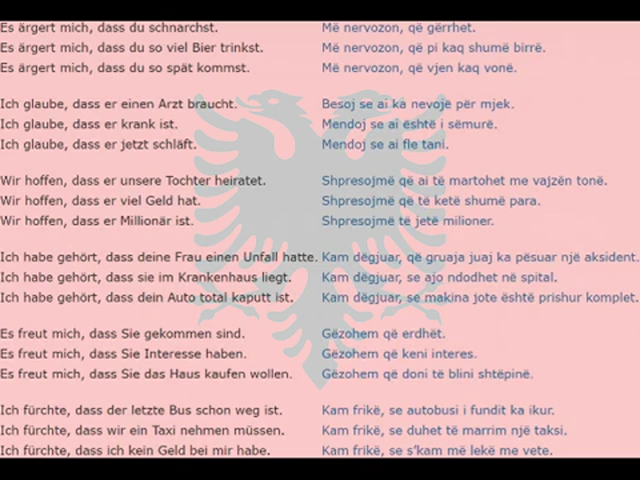 Es ärgert mich, dass du schnarchst. Më nervozon, që gërrhet.
Es ärgert mich, dass du so viel Bier trinkst. Më nervozon, që pi kaq shumë birrë.
Es ärgert mich, dass du so spät kommst. Më nervozon, që vjen kaq vonë.
Ich glaube, dass er einen Arzt braucht. Besoj se ai ka nevojë për mjek.
Ich glaube, dass er krank ist. Mendoj se ai është i sëmurë.
Ich glaube, dass er jetzt schläft. Mendoj se ai fle tani.
Wir hoffen, dass er unsere Tochter heiratet. Shpresojmë që ai të martohet me vajzën tonë.
Wir hoffen, dass er viel Geld hat. Shpresojmë që të ketë shumë para.
Wir hoffen, dass er Millionär ist. Shpresojmë të jetë milioner.
Ich habe gehört, dass deine Frau einen Unfall hatte. Kam dëgjuar, që gruaja juaj ka pësuar një aksident.
Ich habe gehört, dass sie im Krankenhaus liegt. Kam dëgjuar, se ajo ndodhet në spital.
Ich habe gehört, dass dein Auto total kaputt ist. Kam dëgjuar, se makina jote është prishur komplet.
Es freut mich, dass Sie gekommen sind. Gëzohem që erdhët.
Es freut mich, dass Sie Interesse haben. Gëzohem që keni interes.
Es freut mich, dass Sie das Haus kaufen wollen. Gëzohem që doni të blini shtëpinë.
Ich fürchte, dass der letzte Bus schon weg ist. Kam frikë, se autobusi i fundit ka ikur.
Ich fürchte, dass wir ein Taxi nehmen müssen. Kam frikë, se duhet të marrim një taksi.
Ich fürchte, dass ich kein Geld bei mir habe. Kam frikë, se s'kam më lekë me vete.